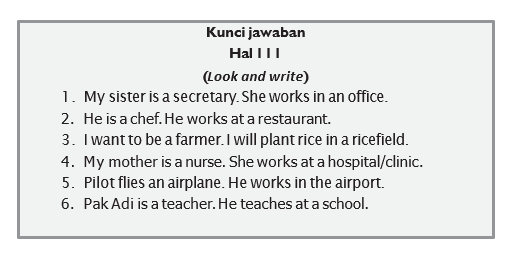 Kunci jawaban
Hal 111
(Look and write)
1. My sister is a secretary. She works in an office.
2. He is a chef. He works at a restaurant.
3. I want to be a farmer. I will plant rice in a ricefield.
4. My mother is a nurse. She works at a hospital/clinic.
5. Pilot flies an airplane. He works in the airport.
6. Pak Adi is a teacher. He teaches at a school.